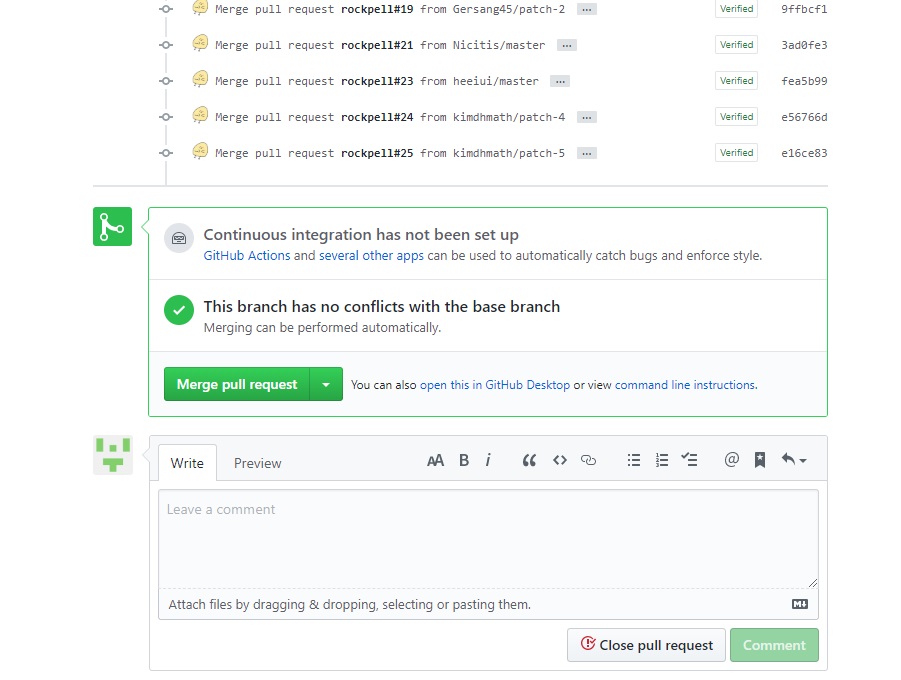 Merge pull request rockpell#19 from Gersang45/patch-2 ... Verified 9ffbcf1
Merge pull request rockpell#21 from Nicitis/master ... Verified 3ad0fe3
Merge pull request rockpell#23 from heeiui/master ... Verified fea5b99
Merge pull request rockpell#24 from kimdhmath/patch-4 ... Verified e56766d
Merge pull request rockpell#25 from kimdhmath/patch-5 ... Verified e16ce83
Continuous integration has not been set up
GitHub Actions and several other apps can be used to automatically catch bugs and enforce style.
This branch has no conflicts with the base branch
Merging can be performed automatically.
Merge pull request You can also open this in GitHub Desktop or view command line instructions.
Write Preview AA B i “ <> @
Leave a comment
Attach files by dragging & dropping, selecting or pasting them. M↓
Close pull request Comment